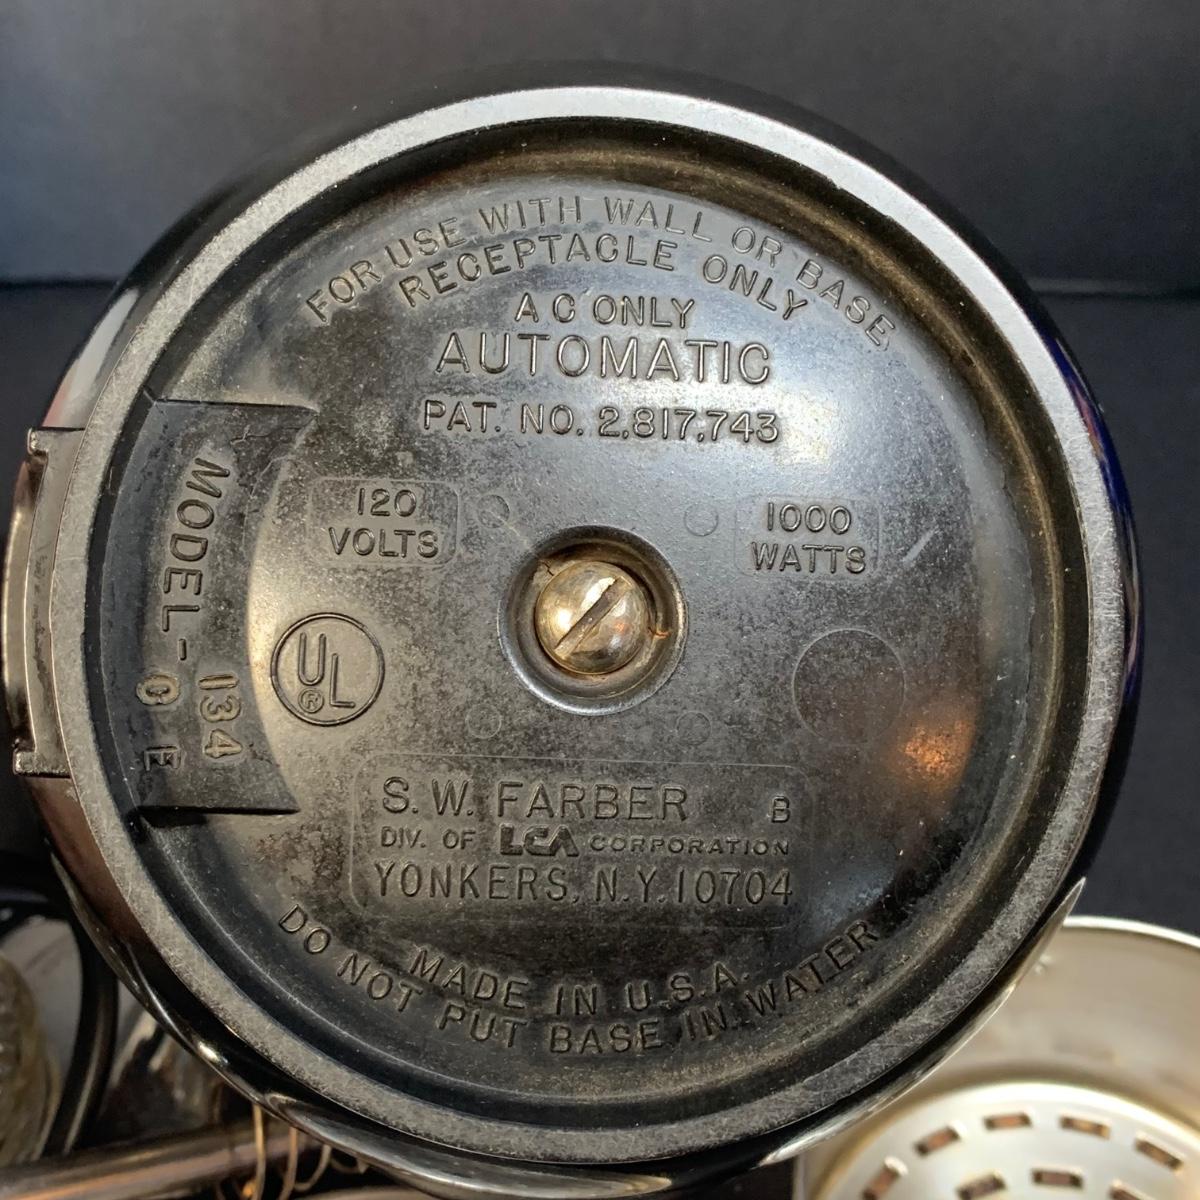 FOR USE WITH WALL OR BASE
RECEPTACLE ONLY
A C ONLY
AUTOMATIC
PAT. NO. 2,817,743
120
VOLTS
1000
WATTS
MODEL-134
C E
UL
®
S. W. FARBER B
DIV. OF LCA CORPORATION
YONKERS, N.Y. 10704
MADE IN U.S.A.
DO NOT PUT BASE IN WATER